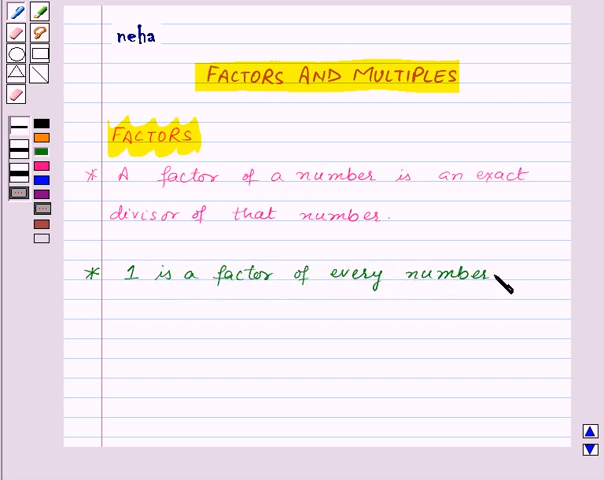 neha
FACTORS AND MULTIPLES
FACTORS
* A factor of a number is an exact
divisor of that number.
* 1 is a factor of every number